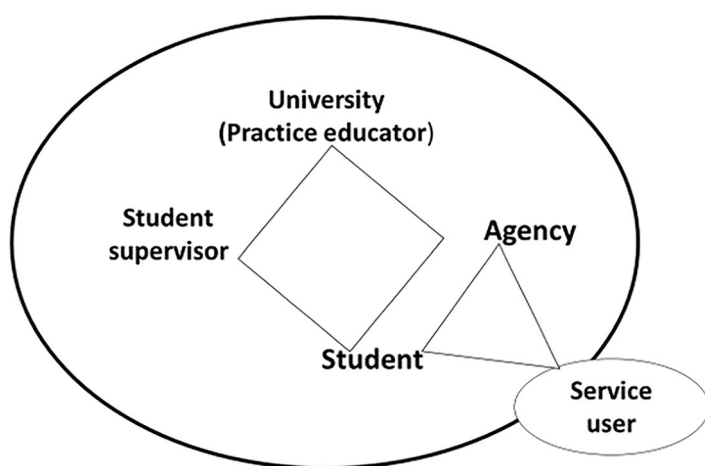 University
(Practice educator)
Student
supervisor
Agency
Student
Service
user